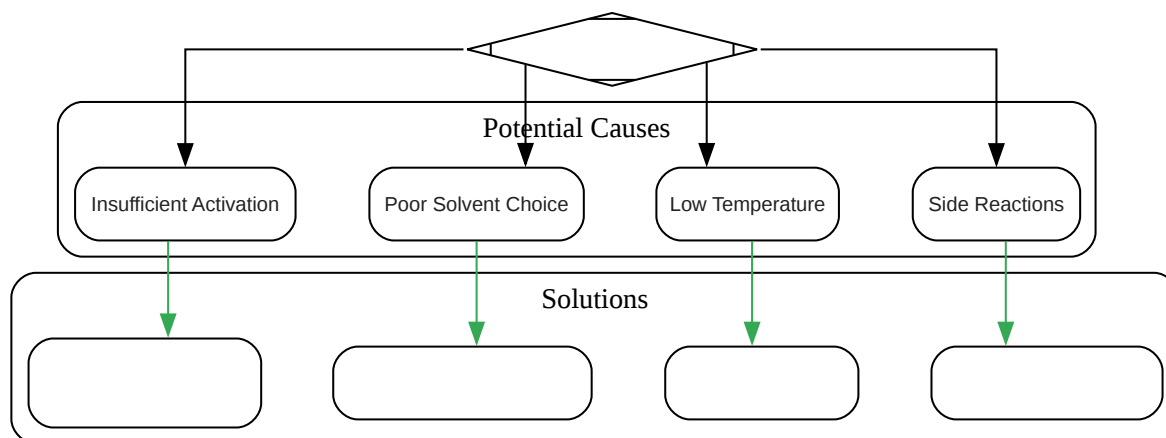 Potential Causes
Insufficient Activation
Poor Solvent Choice
Low Temperature
Side Reactions
Solutions